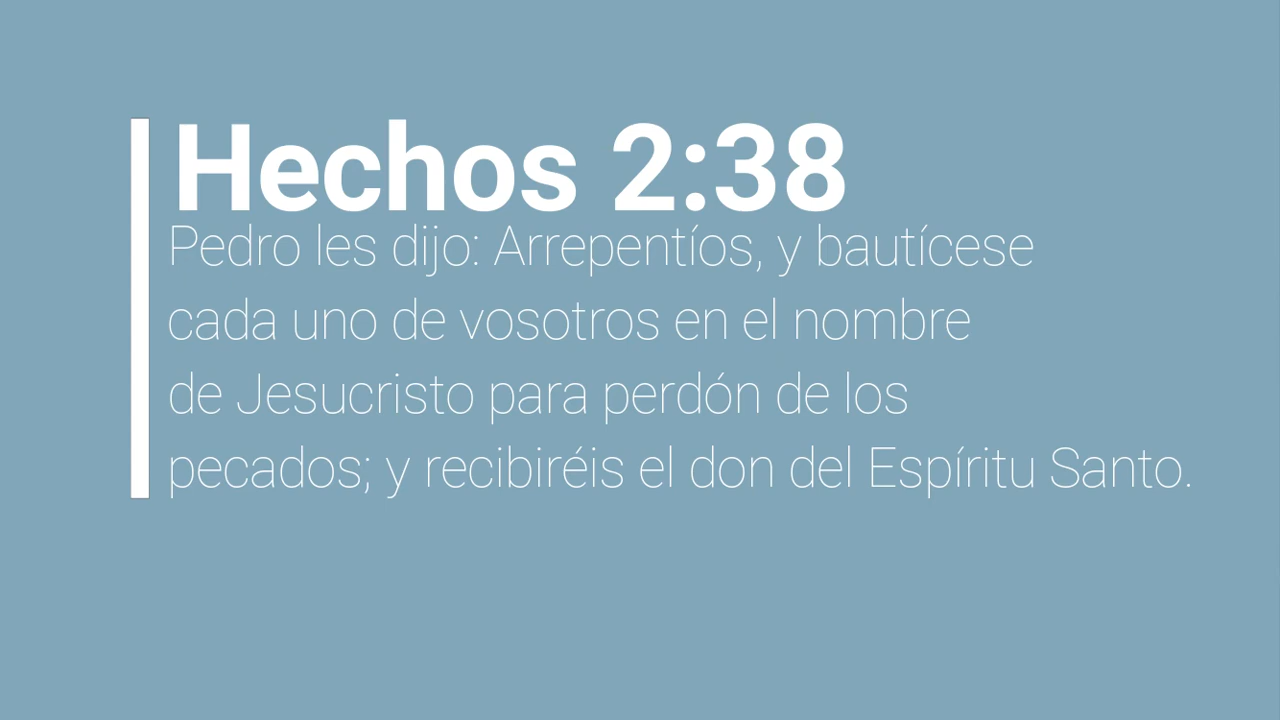 Hechos 2:38
Pedro les dijo: Arrepentíos, y bautícese
cada uno de vosotros en el nombre
de Jesucristo para perdón de los
pecados; y recibiréis el don del Espíritu Santo.